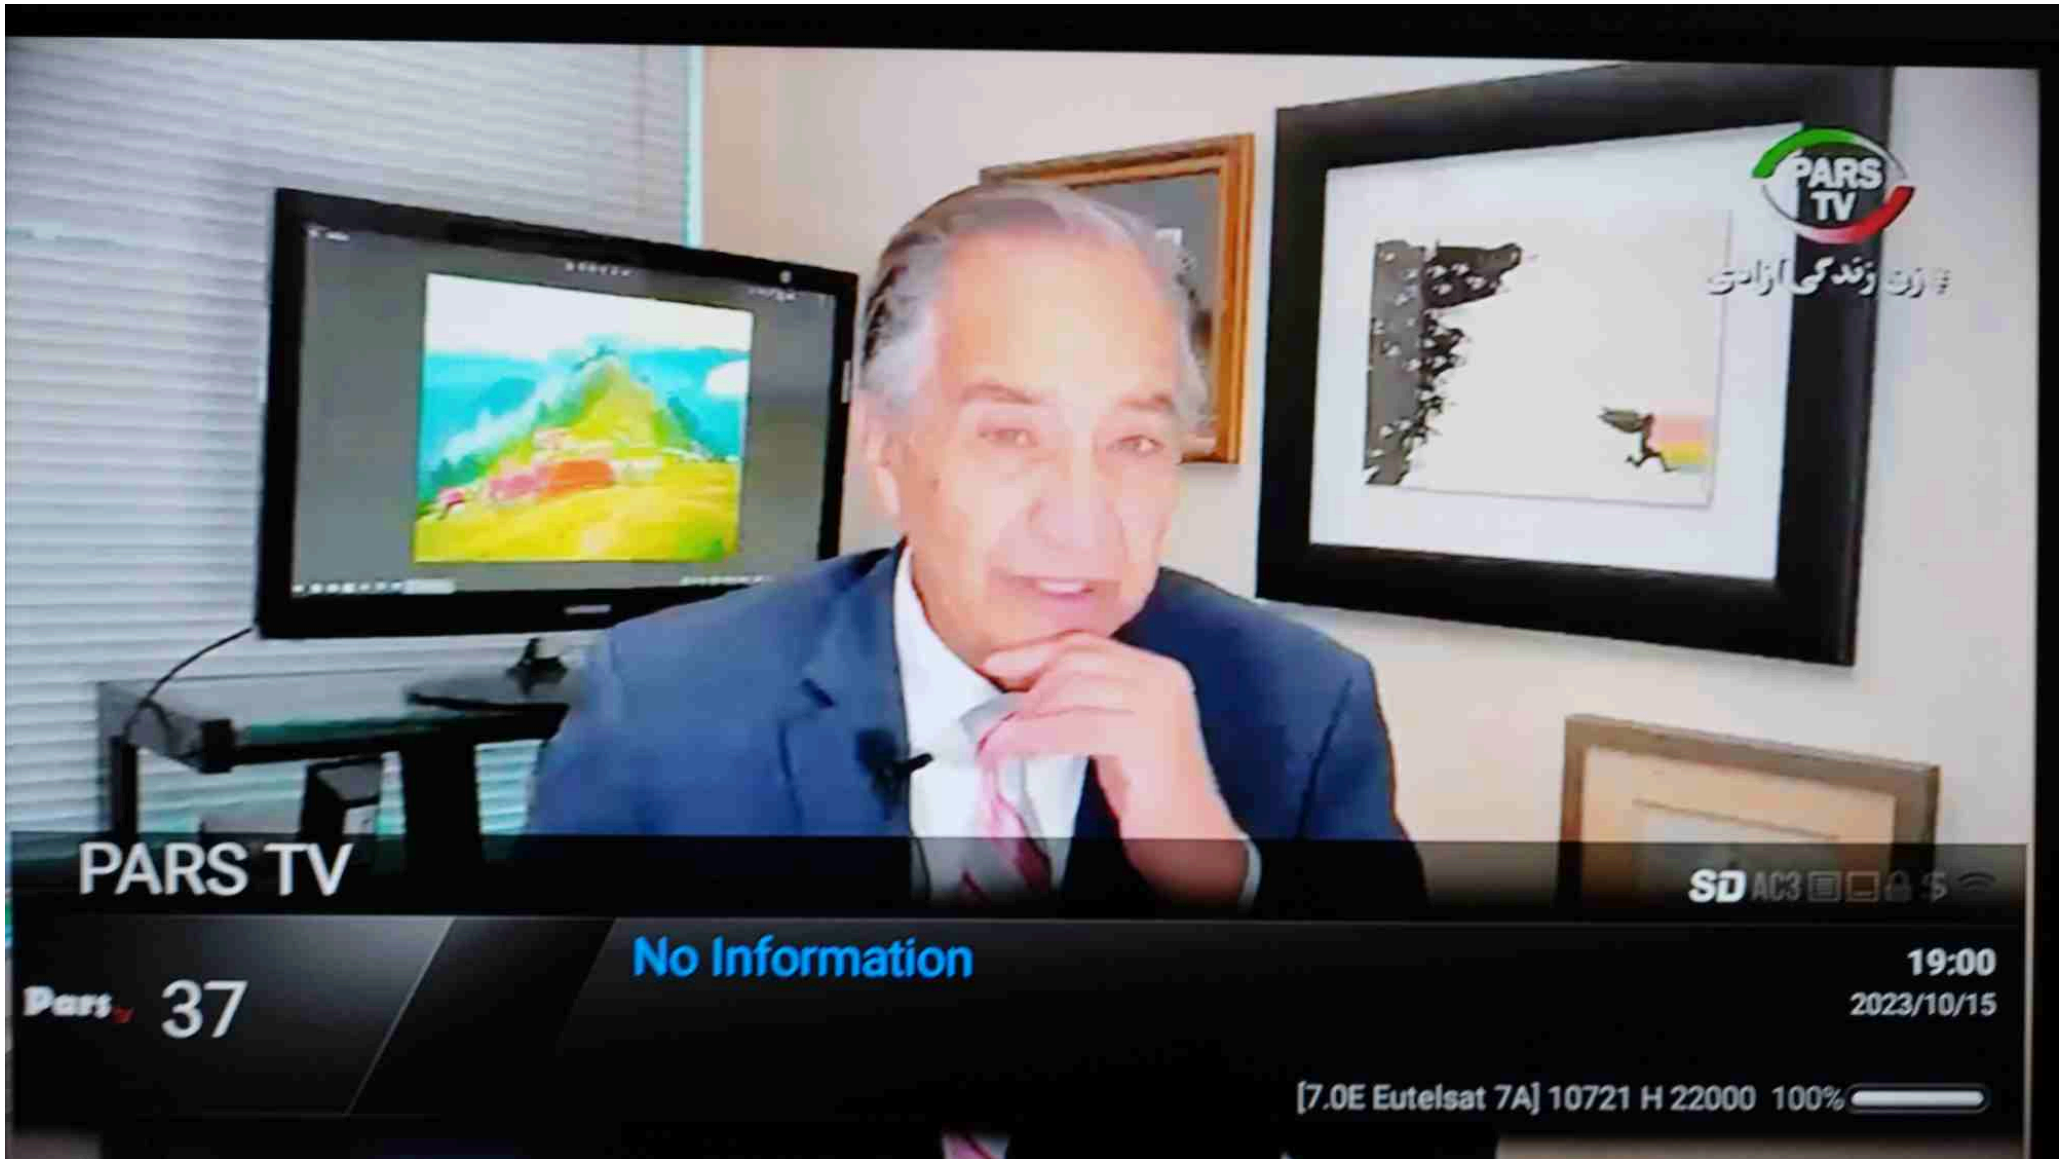 PARS
TV
# زن زندگی آزادی
PARS TV
SD AC3 $
Pars TV 37
No Information
19:00
2023/10/15
[7.0E Eutelsat 7A] 10721 H 22000 100%